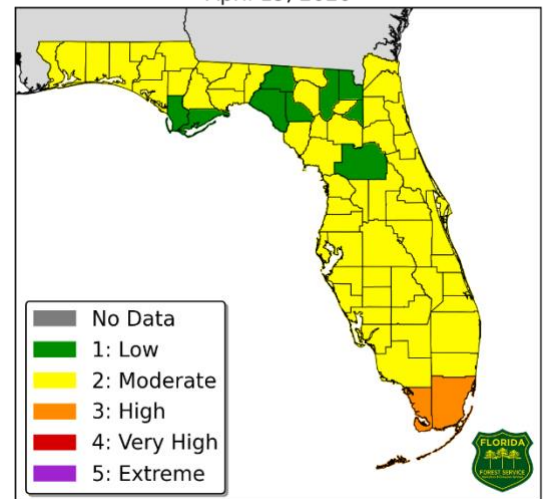 No Data
1: Low
2: Moderate
3: High
4: Very High
5: Extreme
FLORIDA
FOREST SERVICE